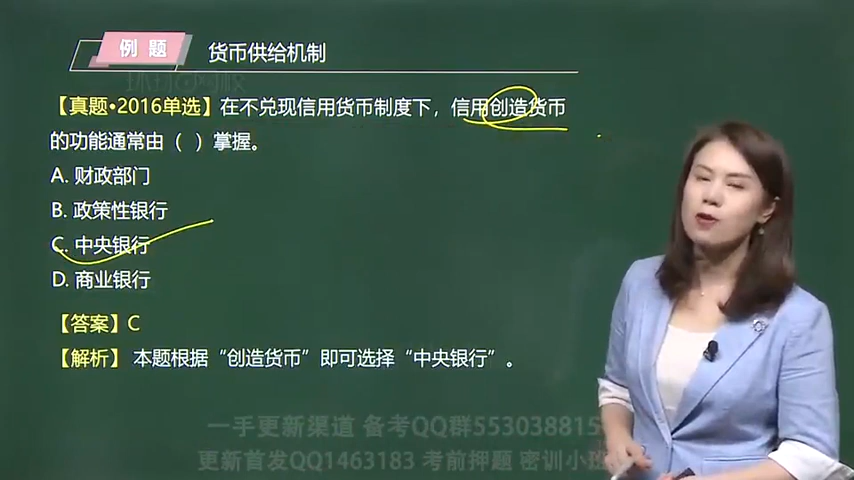 例 题
货币供给机制
【真题•2016单选】在不兑现信用货币制度下，信用创造货币
的功能通常由（ ）掌握。
A. 财政部门
B. 政策性银行
C. 中央银行
D. 商业银行
【答案】C
【解析】 本题根据“创造货币”即可选择“中央银行”。
一手更新渠道 备考QQ群553038815
更新首发QQ1463183 考前押题 密训小班